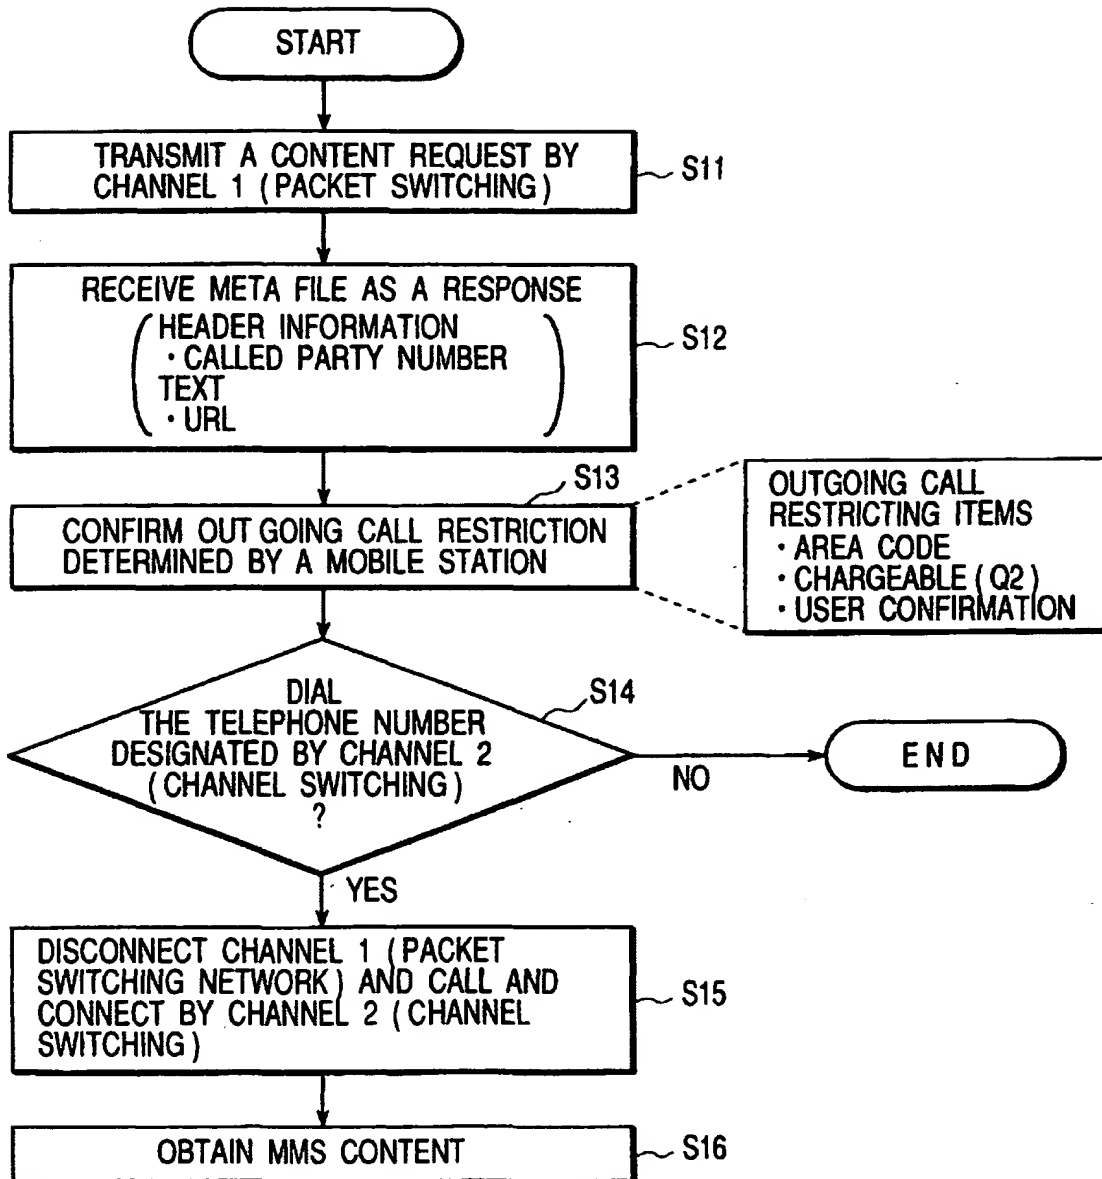 START
TRANSMIT A CONTENT REQUEST BY
CHANNEL 1 (PACKET SWITCHING)
S11
RECEIVE META FILE AS A RESPONSE
HEADER INFORMATION
・CALLED PARTY NUMBER
TEXT
・URL
S12
S13
CONFIRM OUT GOING CALL RESTRICTION
DETERMINED BY A MOBILE STATION
OUTGOING CALL
RESTRICTING ITEMS
・AREA CODE
・CHARGEABLE (Q2)
・USER CONFIRMATION
DIAL
THE TELEPHONE NUMBER
DESIGNATED BY CHANNEL 2
(CHANNEL SWITCHING)
?
S14
NO
END
YES
DISCONNECT CHANNEL 1 (PACKET
SWITCHING NETWORK) AND CALL AND
CONNECT BY CHANNEL 2 (CHANNEL
SWITCHING)
S15
OBTAIN MMS CONTENT
S16